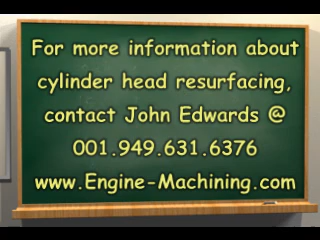 For more information about
cylinder head resurfacing,
contact John Edwards @
001.949.631.6376
www.Engine-Machining.com